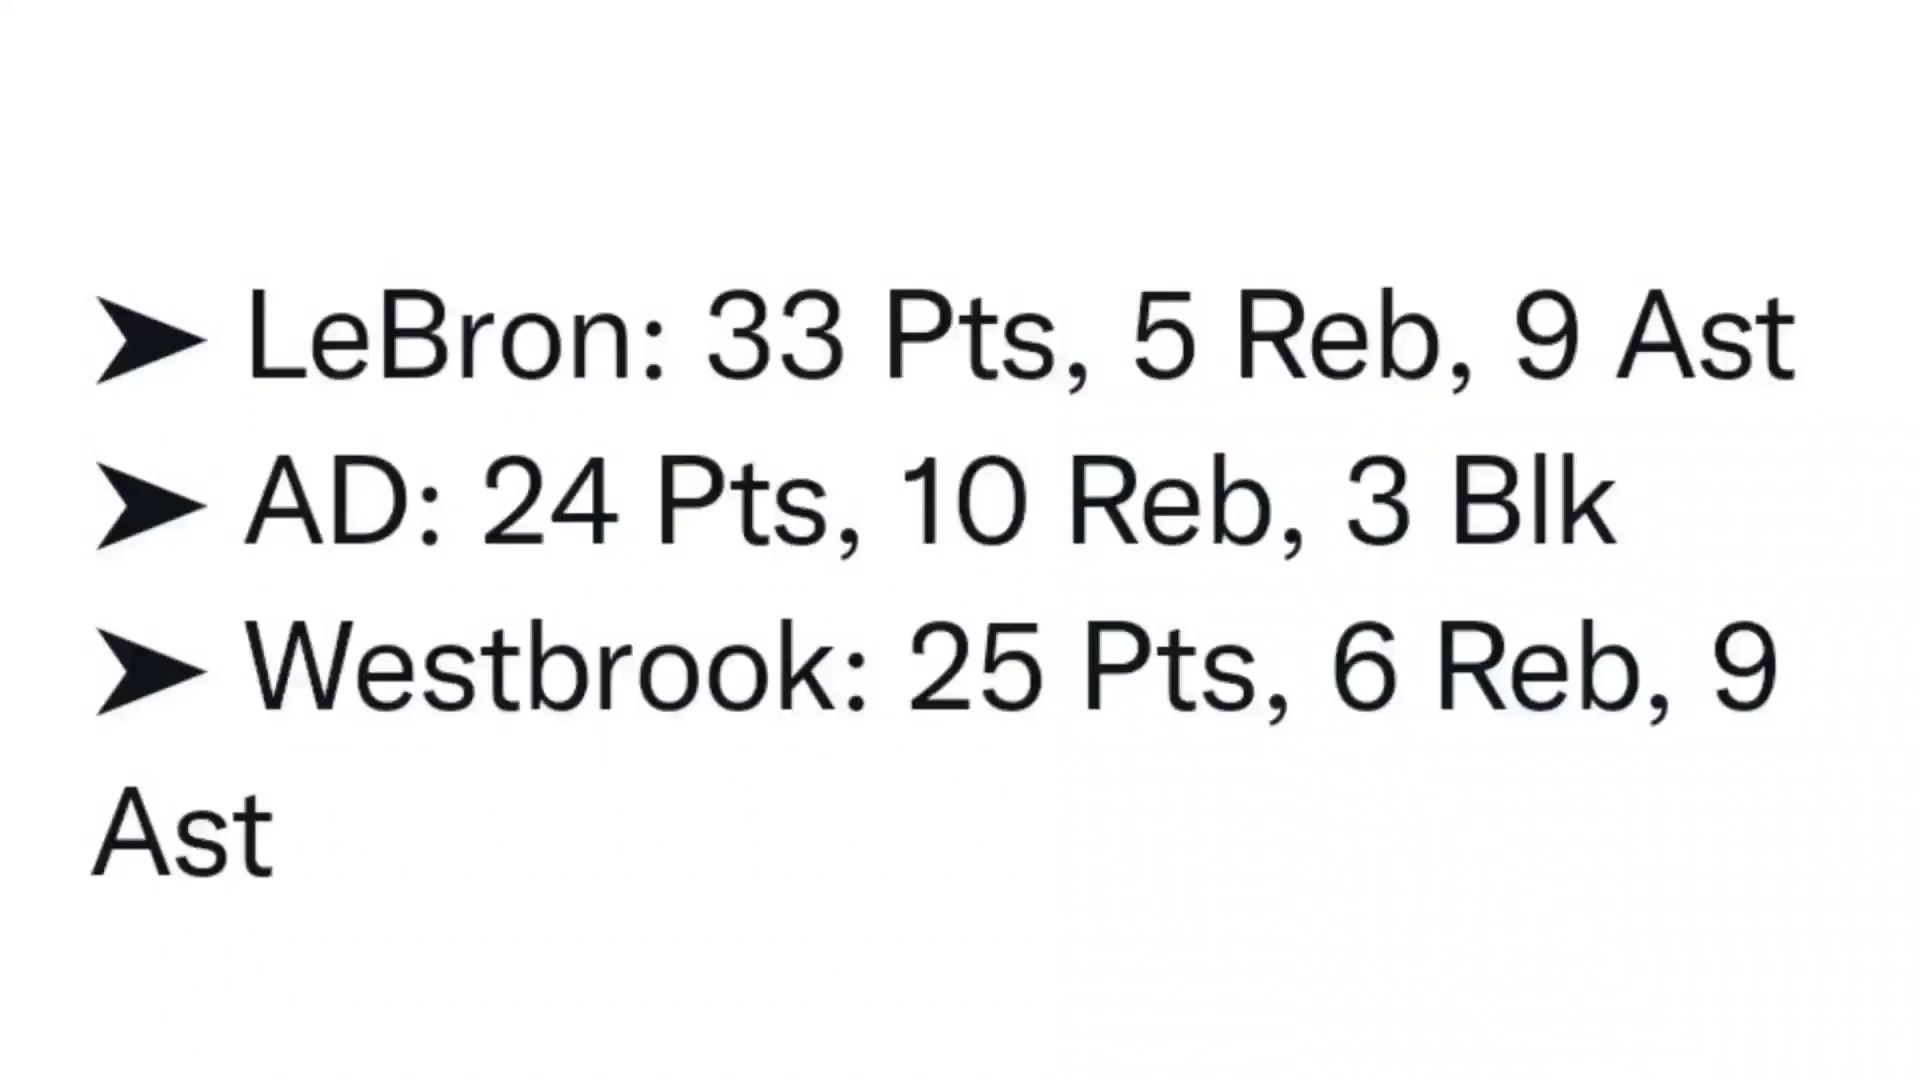 ➤ LeBron: 33 Pts, 5 Reb, 9 Ast
➤ AD: 24 Pts, 10 Reb, 3 Blk
➤ Westbrook: 25 Pts, 6 Reb, 9
Ast